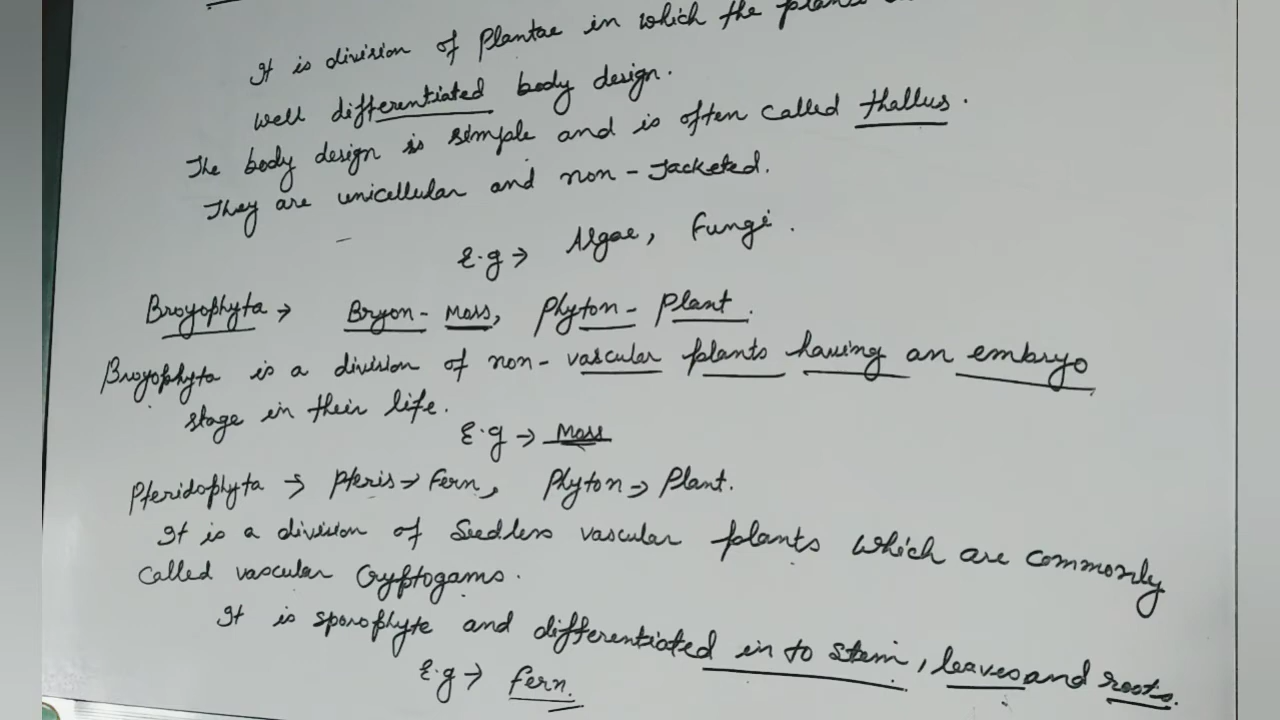 It is division of Plantae in which the plants
well differentiated body design.
The body design is simple and is often called thallus.
They are unicellular and non-Jacketed.
E.g → Algae, Fungi.
Broyophyta → Bryon- Moss, Phyton- Plant.
Broyophyta is a division of non-vascular plants having an embryo
stage in their life.
E.g → Moss
Pteridophyta → Pteris → Fern, Phyton → Plant.
It is a division of Seedless vascular plants which are commonly
called vascular Cryptogams.
It is sporophyte and differentiated in to stem, leaves and roots.
E.g → Fern.